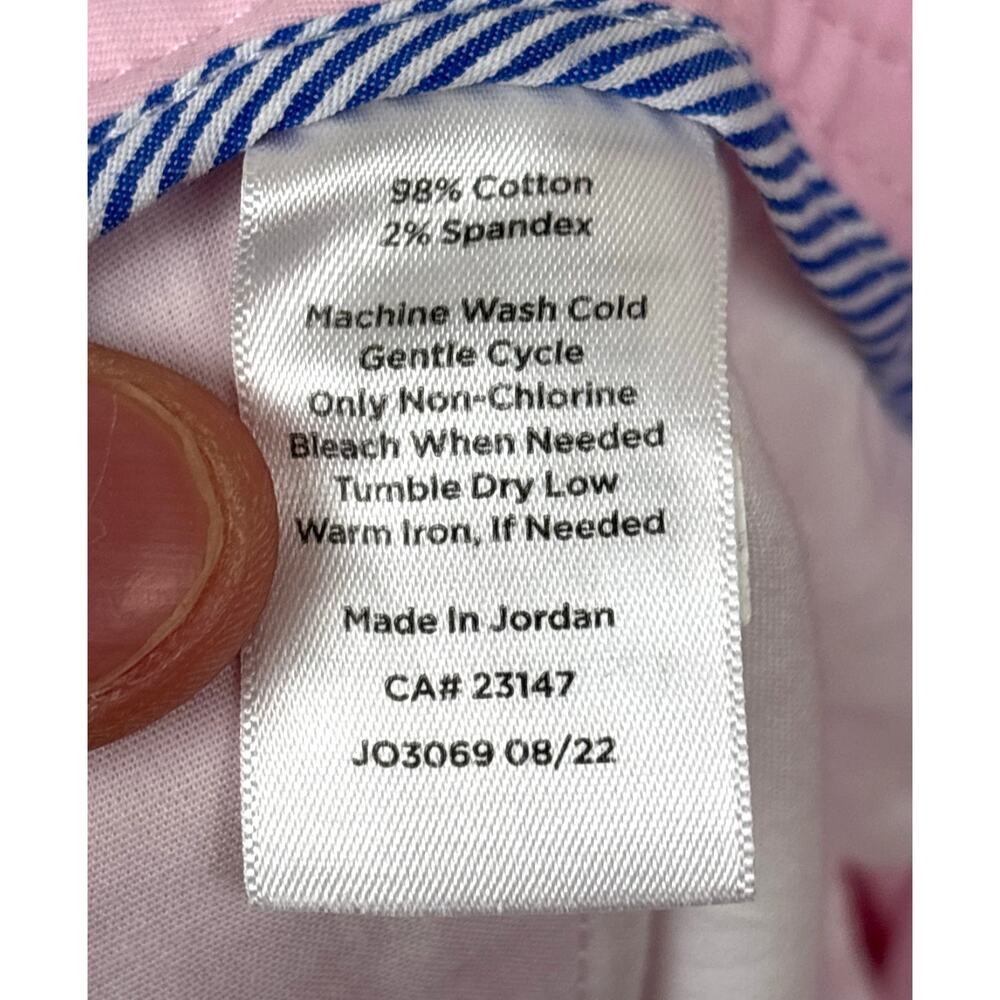 98% Cotton
2% Spandex
Machine Wash Cold
Gentle Cycle
Only Non-Chlorine
Bleach When Needed
Tumble Dry Low
Warm Iron, If Needed
Made In Jordan
CA# 23147
JO3069 08/22